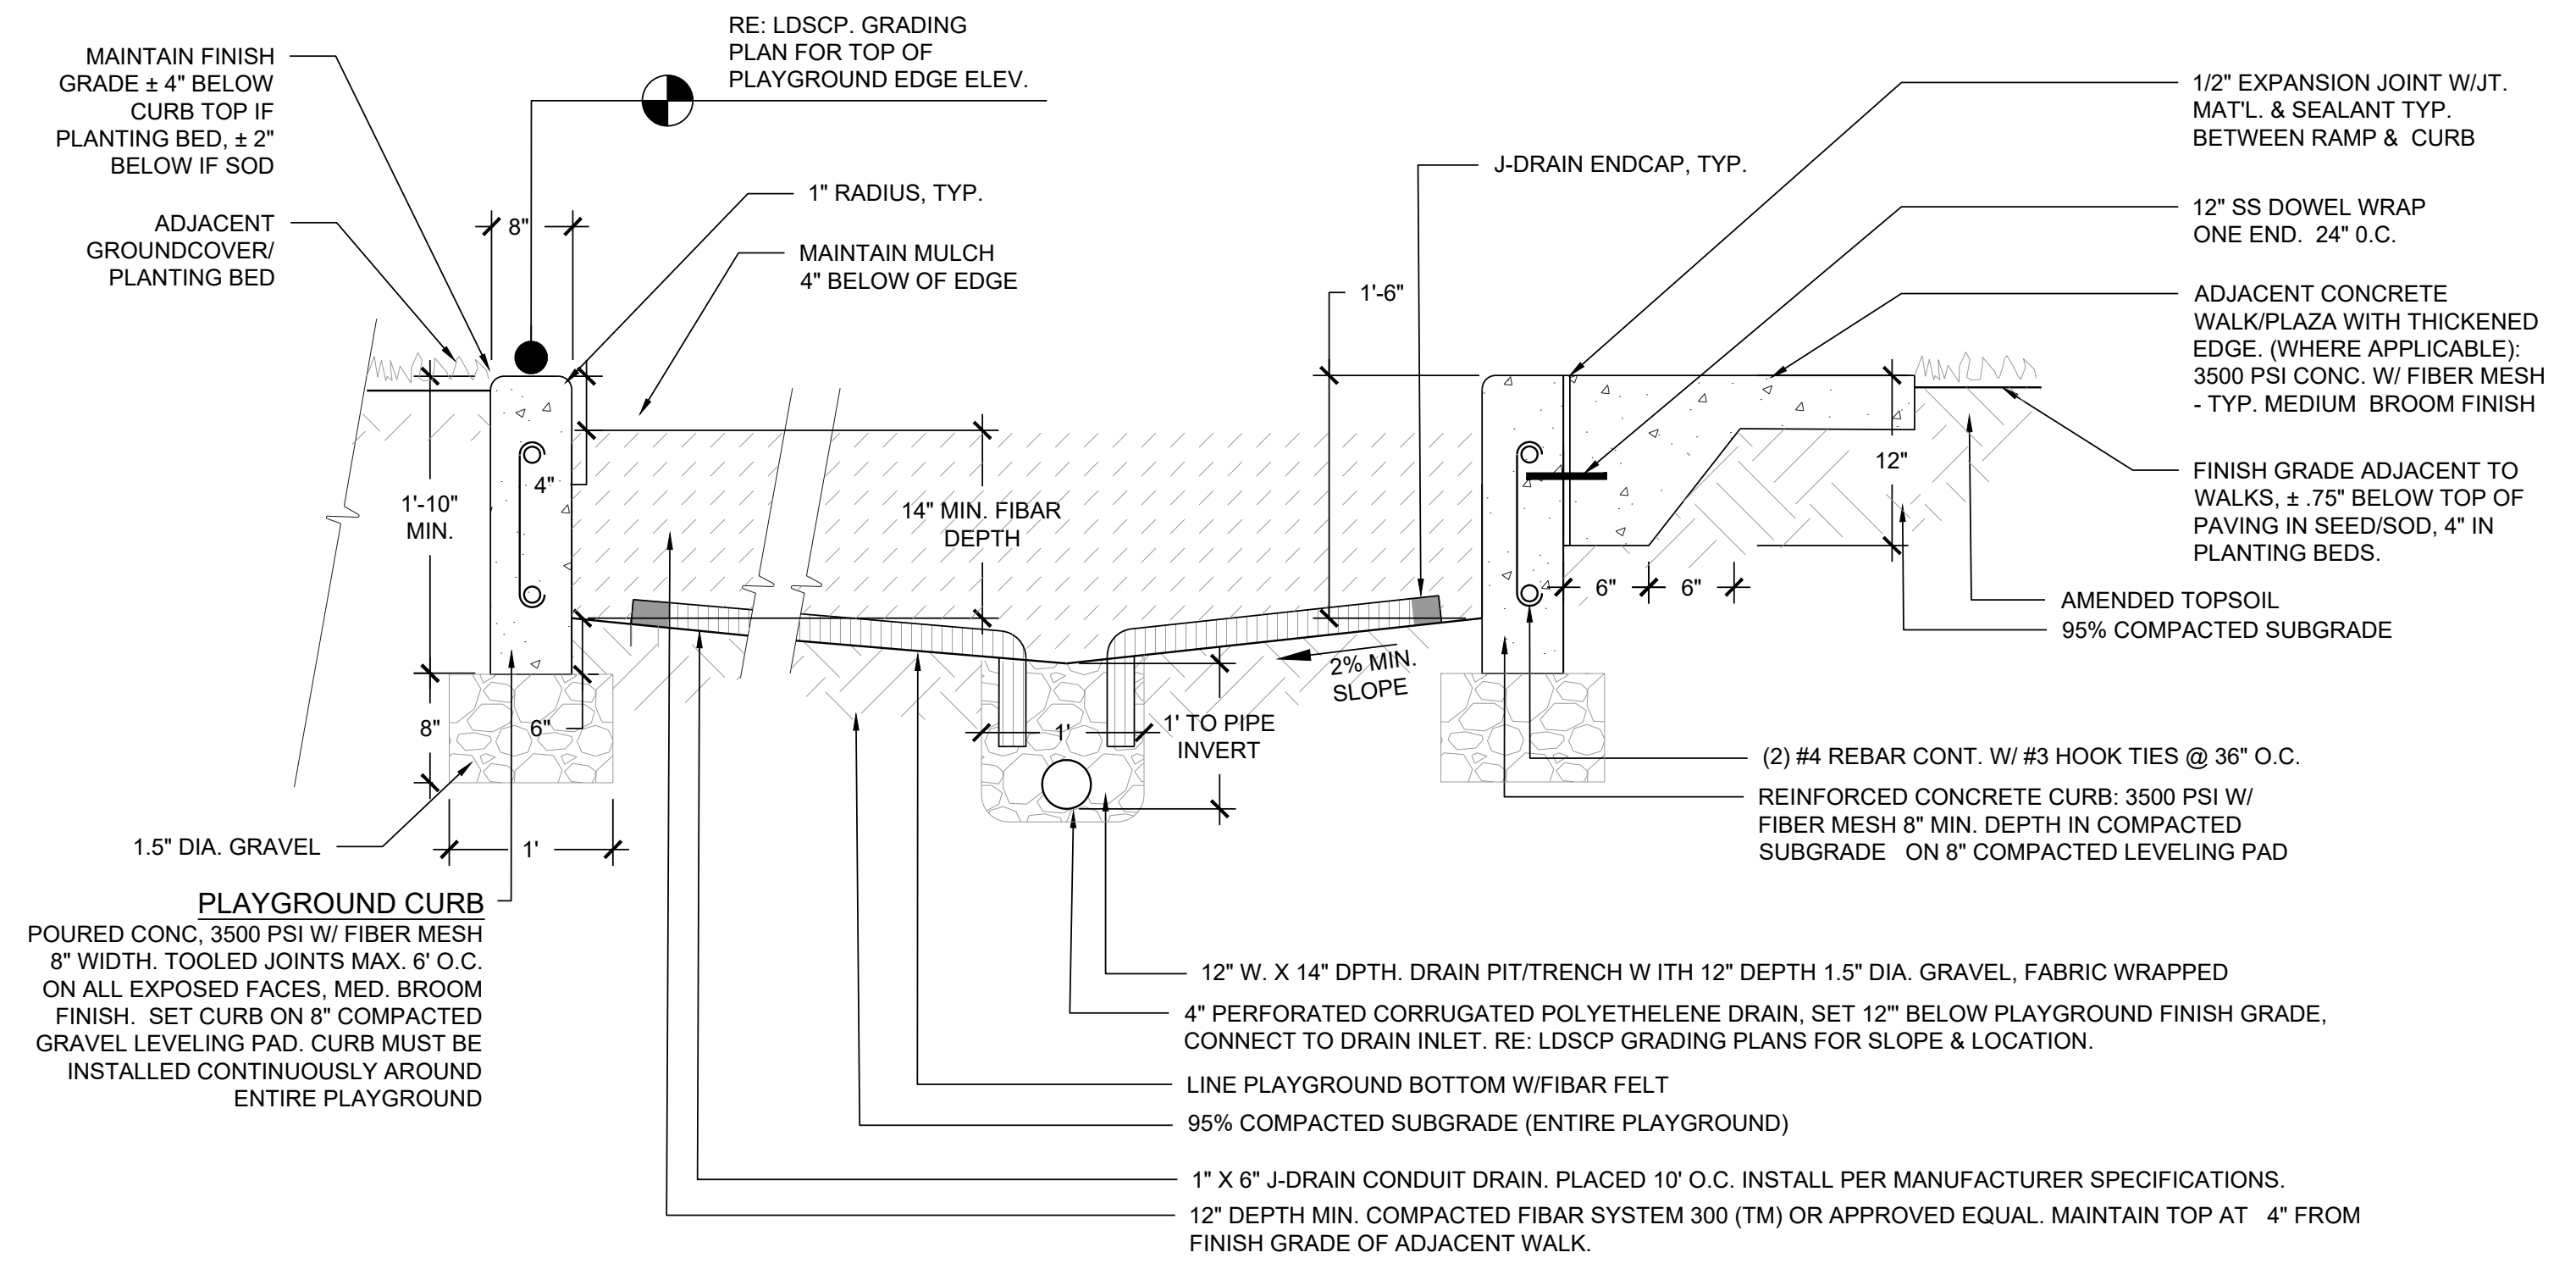 RE: LDSCP. GRADING
PLAN FOR TOP OF
PLAYGROUND EDGE ELEV.
MAINTAIN FINISH
GRADE ± 4" BELOW
CURB TOP IF
PLANTING BED, ± 2"
BELOW IF SOD
ADJACENT
GROUNDCOVER/
PLANTING BED
8"
1" RADIUS, TYP.
MAINTAIN MULCH
4" BELOW OF EDGE
J-DRAIN ENDCAP, TYP.
1'-6"
1/2" EXPANSION JOINT W/JT.
MAT'L. & SEALANT TYP.
BETWEEN RAMP & CURB
12" SS DOWEL WRAP
ONE END. 24" 0.C.
ADJACENT CONCRETE
WALK/PLAZA WITH THICKENED
EDGE. (WHERE APPLICABLE):
3500 PSI CONC. W/ FIBER MESH
- TYP. MEDIUM BROOM FINISH
FINISH GRADE ADJACENT TO
WALKS, ± .75" BELOW TOP OF
PAVING IN SEED/SOD, 4" IN
PLANTING BEDS.
AMENDED TOPSOIL
95% COMPACTED SUBGRADE
1'-10"
MIN.
4"
14" MIN. FIBAR
DEPTH
12"
6"
6"
2% MIN.
SLOPE
8"
6"
1'
1' TO PIPE
INVERT
1'
1.5" DIA. GRAVEL
(2) #4 REBAR CONT. W/ #3 HOOK TIES @ 36" O.C.
REINFORCED CONCRETE CURB: 3500 PSI W/
FIBER MESH 8" MIN. DEPTH IN COMPACTED
SUBGRADE ON 8" COMPACTED LEVELING PAD
PLAYGROUND CURB
POURED CONC, 3500 PSI W/ FIBER MESH
8" WIDTH. TOOLED JOINTS MAX. 6' O.C.
ON ALL EXPOSED FACES, MED. BROOM
FINISH. SET CURB ON 8" COMPACTED
GRAVEL LEVELING PAD. CURB MUST BE
INSTALLED CONTINUOUSLY AROUND
ENTIRE PLAYGROUND
12" W. X 14" DPTH. DRAIN PIT/TRENCH W ITH 12" DEPTH 1.5" DIA. GRAVEL, FABRIC WRAPPED
4" PERFORATED CORRUGATED POLYETHELENE DRAIN, SET 12"' BELOW PLAYGROUND FINISH GRADE,
CONNECT TO DRAIN INLET. RE: LDSCP GRADING PLANS FOR SLOPE & LOCATION.
LINE PLAYGROUND BOTTOM W/FIBAR FELT
95% COMPACTED SUBGRADE (ENTIRE PLAYGROUND)
1" X 6" J-DRAIN CONDUIT DRAIN. PLACED 10' O.C. INSTALL PER MANUFACTURER SPECIFICATIONS.
12" DEPTH MIN. COMPACTED FIBAR SYSTEM 300 (TM) OR APPROVED EQUAL. MAINTAIN TOP AT 4" FROM
FINISH GRADE OF ADJACENT WALK.